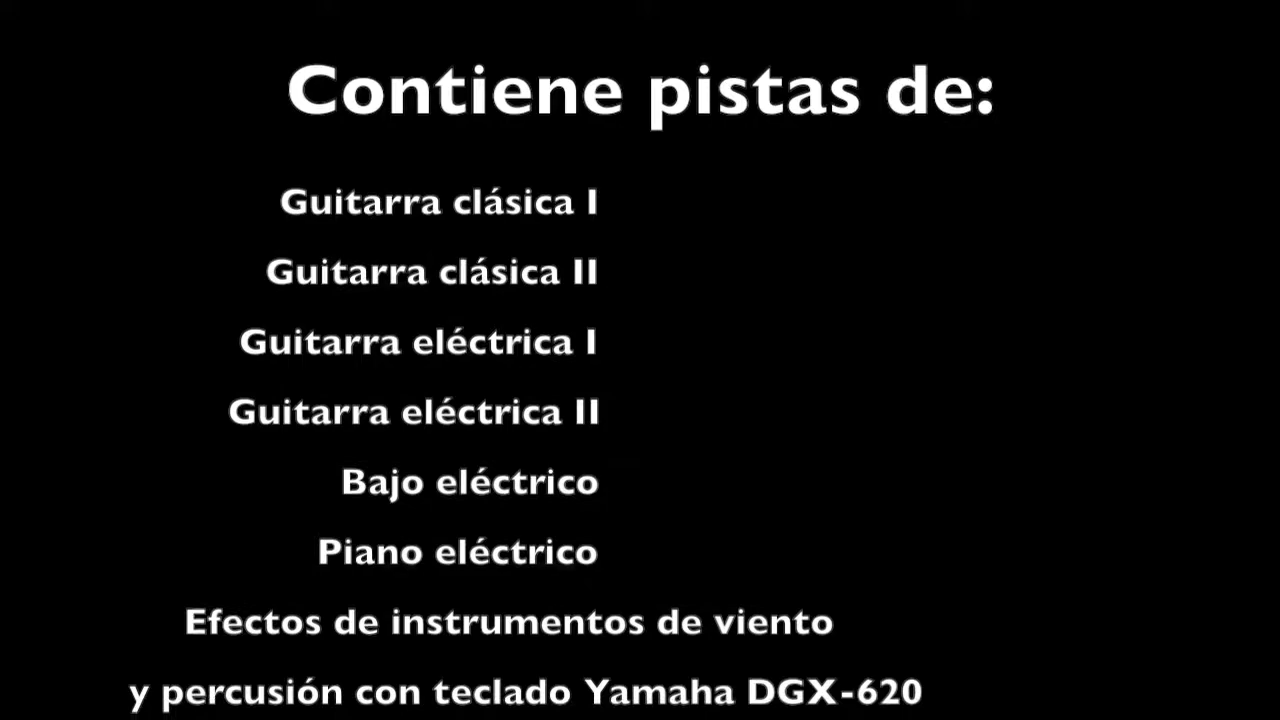 Contiene pistas de:
Guitarra clásica I
Guitarra clásica II
Guitarra eléctrica I
Guitarra eléctrica II
Bajo eléctrico
Piano eléctrico
Efectos de instrumentos de viento
y percusión con teclado Yamaha DGX-620